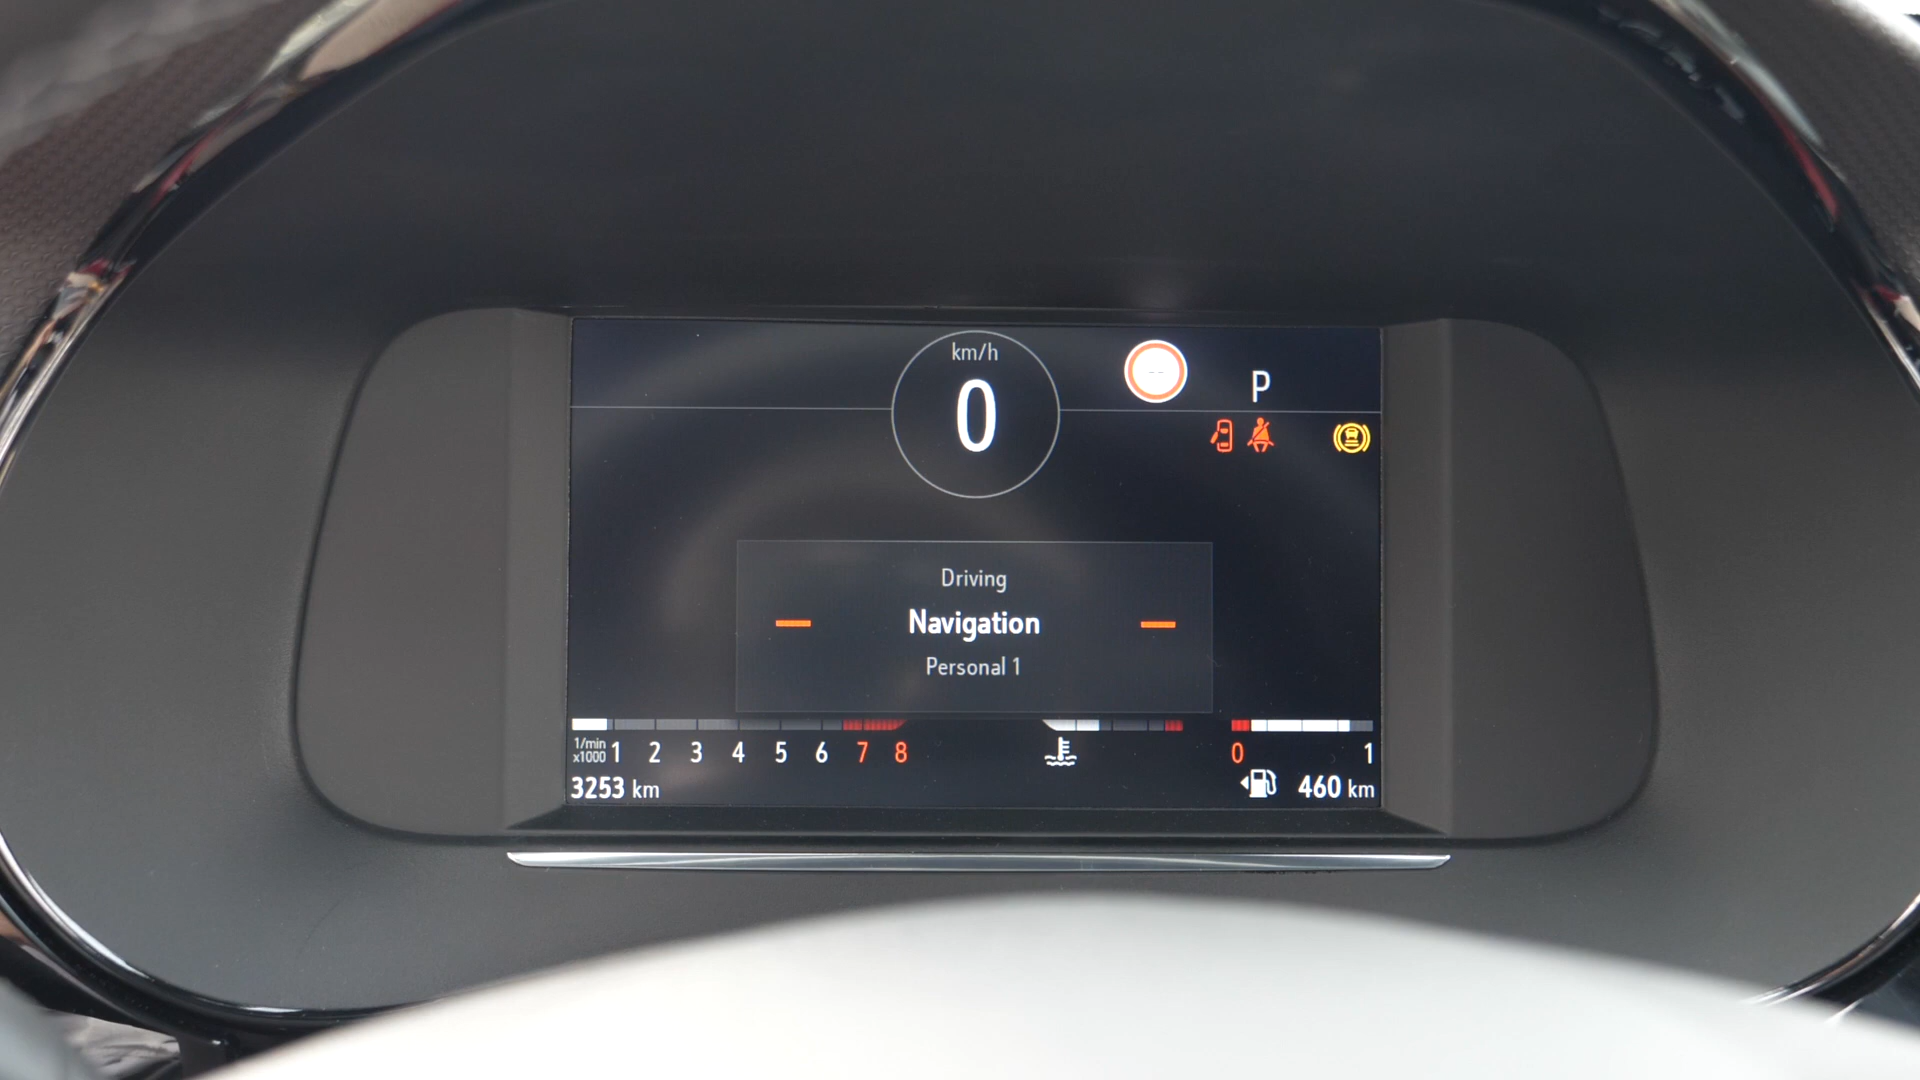 km/h
0
--
P
Driving
Navigation
Personal 1
1/min
x1000 1 2 3 4 5 6 7 8
0 1
3253 km
460 km